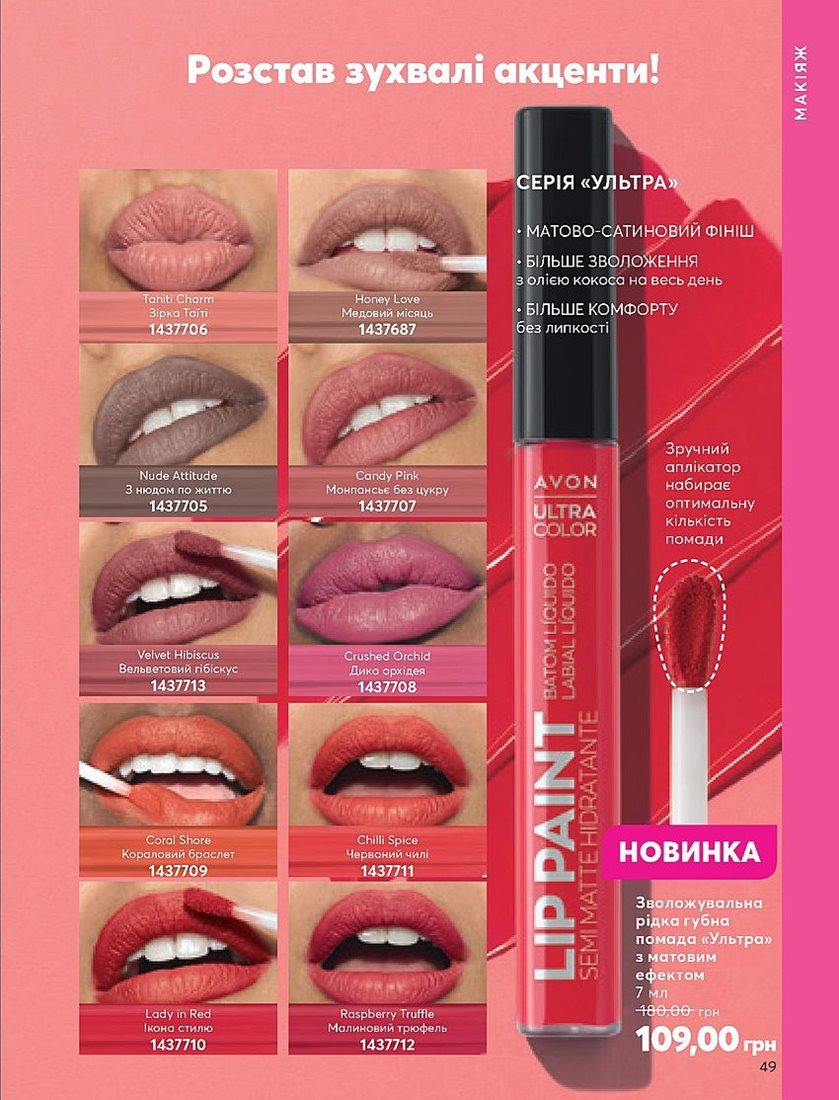 Розстав зухвалі акценти!
МАКІЯЖ
Tahiti Charm
Зірка Таїті
1437706
Honey Love
Медовий місяць
1437687
Nude Attitude
З нюдом по життю
1437705
Candy Pink
Монпансьє без цукру
1437707
Velvet Hibiscus
Вельветовий гібіскус
1437713
Crushed Orchid
Дика орхідея
1437708
Coral Shore
Кораловий браслет
1437709
Chilli Spice
Червоний чилі
1437711
Lady in Red
Ікона стилю
1437710
Raspberry Truffle
Малиновий трюфель
1437712
СЕРІЯ «УЛЬТРА»
• МАТОВО-САТИНОВИЙ ФІНІШ
• БІЛЬШЕ ЗВОЛОЖЕННЯ
з олією кокоса на весь день
• БІЛЬШЕ КОМФОРТУ
без липкості
AVON
ULTRA
COLOR
BATOM LÍQUIDO
LABIAL LÍQUIDO
LIP PAINT
SEMI MATTE HIDRATANTE
Зручний
аплікатор
набирає
оптимальну
кількість
помади
НОВИНКА
Зволожувальна
рідка губна
помада «Ультра»
з матовим
ефектом
7 мл
180,00 грн
109,00 грн
49